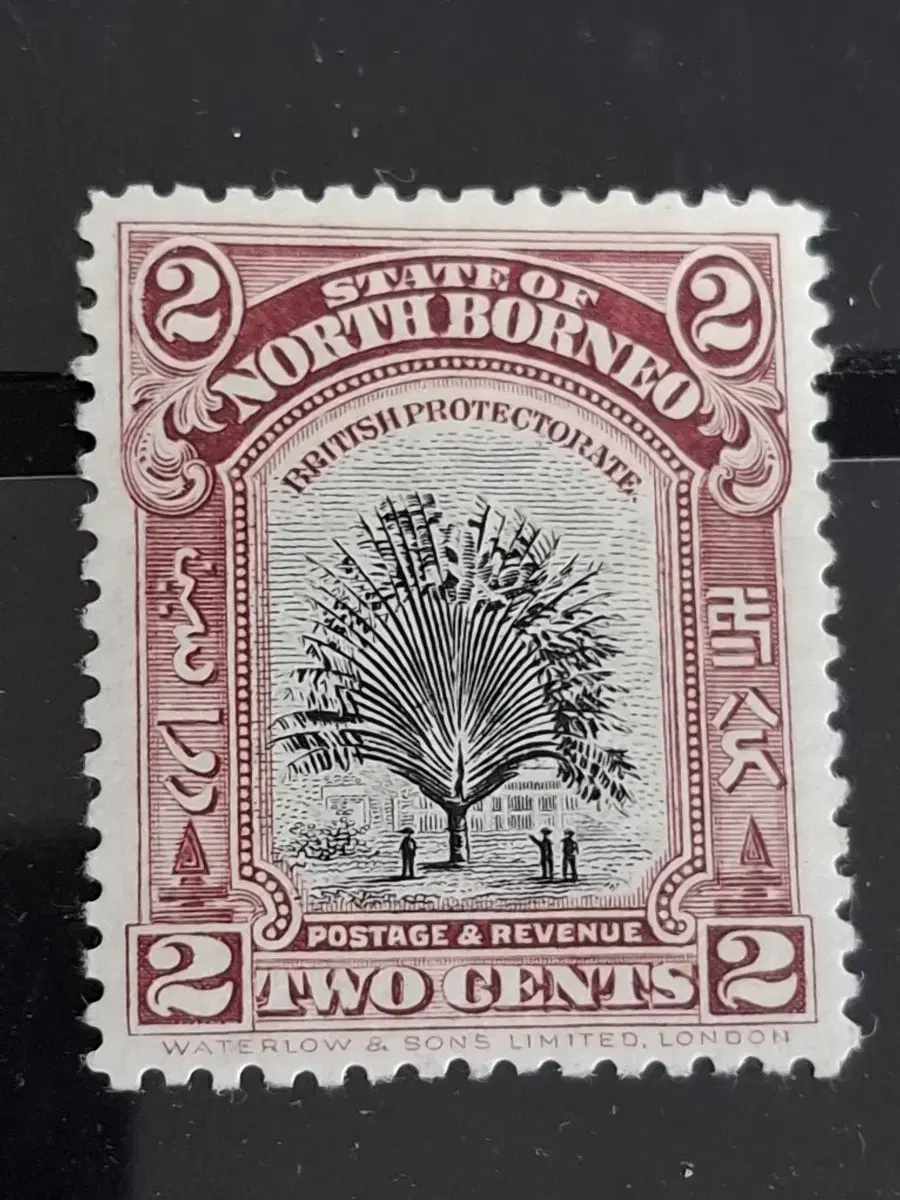 2
2
STATE OF
NORTH BORNEO
BRITISH PROTECTORATE.
POSTAGE & REVENUE
2
TWO CENTS
2
WATERLOW & SONS LIMITED, LONDON